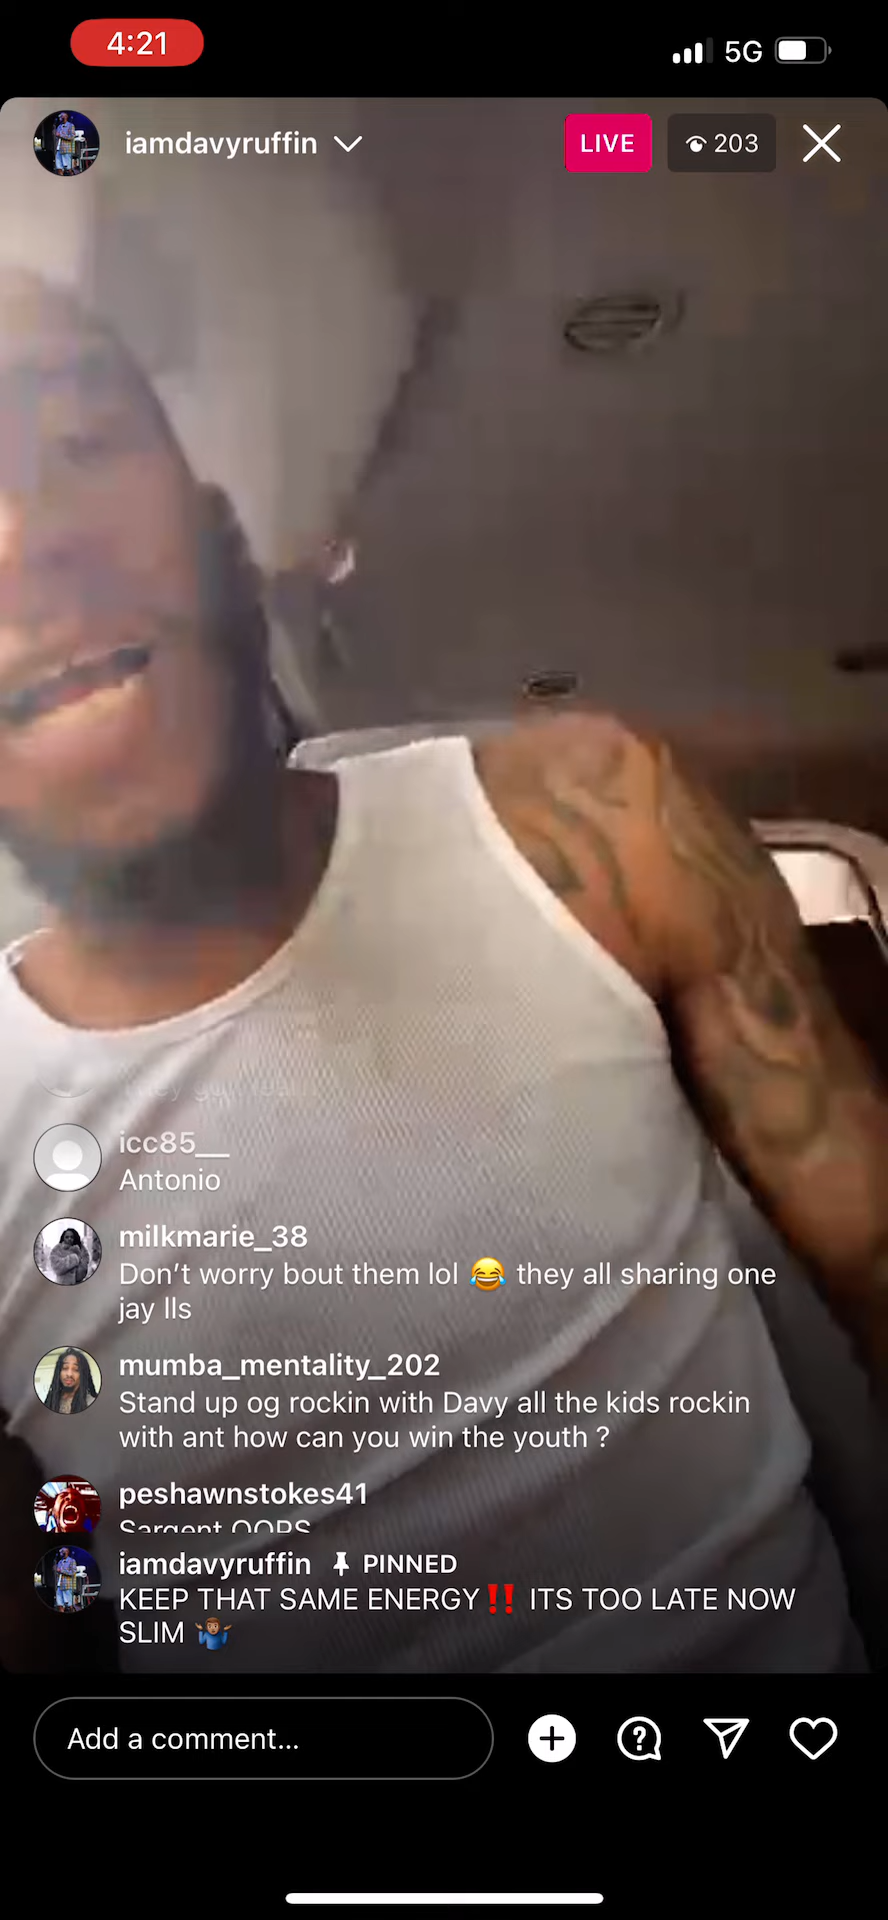 4:21
5G
iamdavyruffin
LIVE
203
icc85__
Antonio
milkmarie_38
Don’t worry bout them lol 😂 they all sharing one
jay lls
mumba_mentality_202
Stand up og rockin with Davy all the kids rockin
with ant how can you win the youth ?
peshawnstokes41
Sargent OOPS
iamdavyruffin PINNED
KEEP THAT SAME ENERGY‼️ ITS TOO LATE NOW
SLIM 🤷🏽‍♂️
Add a comment...